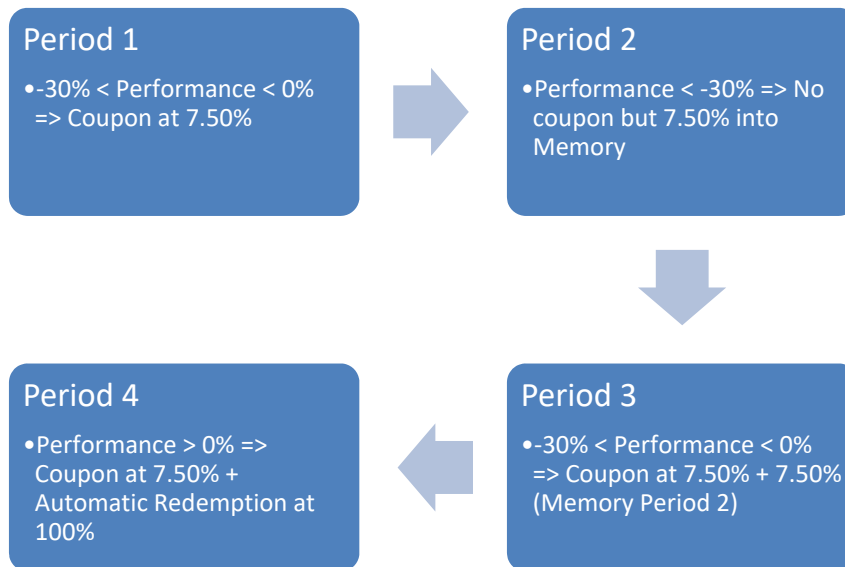 Period 1
•-30% < Performance < 0%
=> Coupon at 7.50%
Period 2
•Performance < -30% => No
coupon but 7.50% into
Memory
Period 3
•-30% < Performance < 0%
=> Coupon at 7.50% + 7.50%
(Memory Period 2)
Period 4
•Performance > 0% =>
Coupon at 7.50% +
Automatic Redemption at
100%